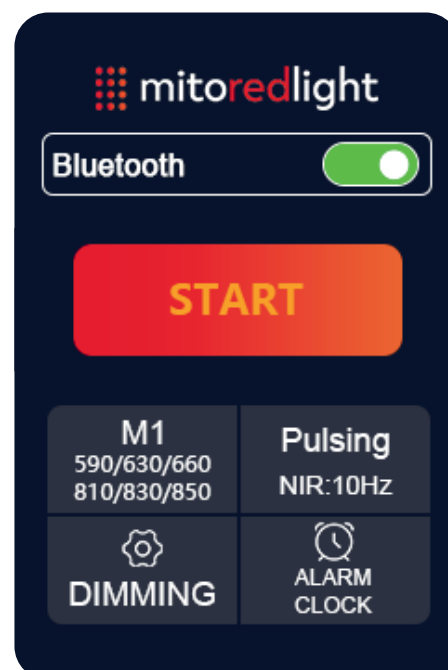 mitoredlight
Bluetooth
START
M1
590/630/660
810/830/850
Pulsing
NIR:10Hz
DIMMING
ALARM
CLOCK